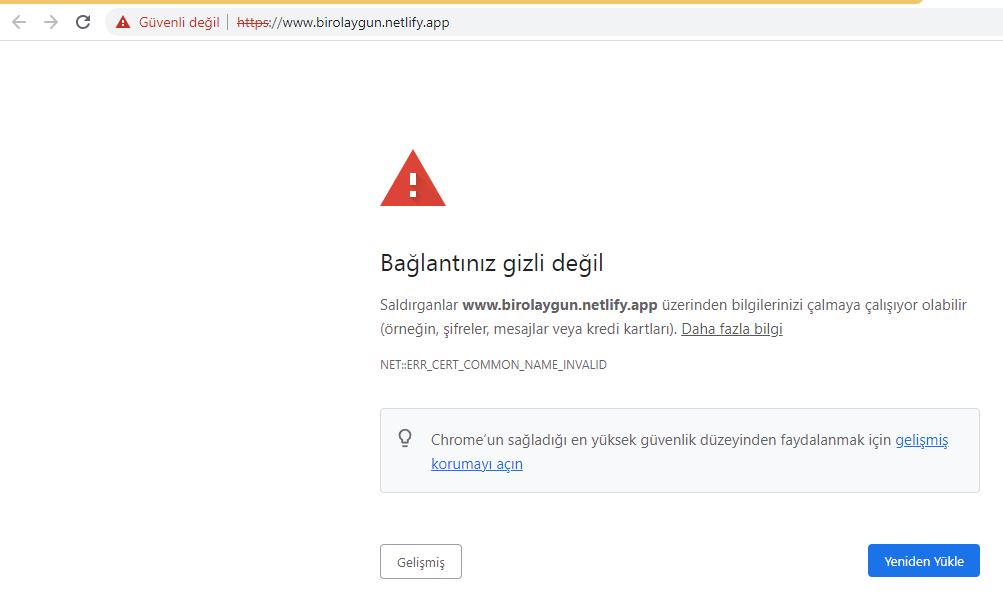 Güvenli değil | https://www.birolaygun.netlify.app
Bağlantınız gizli değil
Saldırganlar www.birolaygun.netlify.app üzerinden bilgilerinizi çalmaya çalışıyor olabilir
(örneğin, şifreler, mesajlar veya kredi kartları). Daha fazla bilgi
NET::ERR_CERT_COMMON_NAME_INVALID
Chrome'un sağladığı en yüksek güvenlik düzeyinden faydalanmak için gelişmiş
korumayı açın
Gelişmiş
Yeniden Yükle